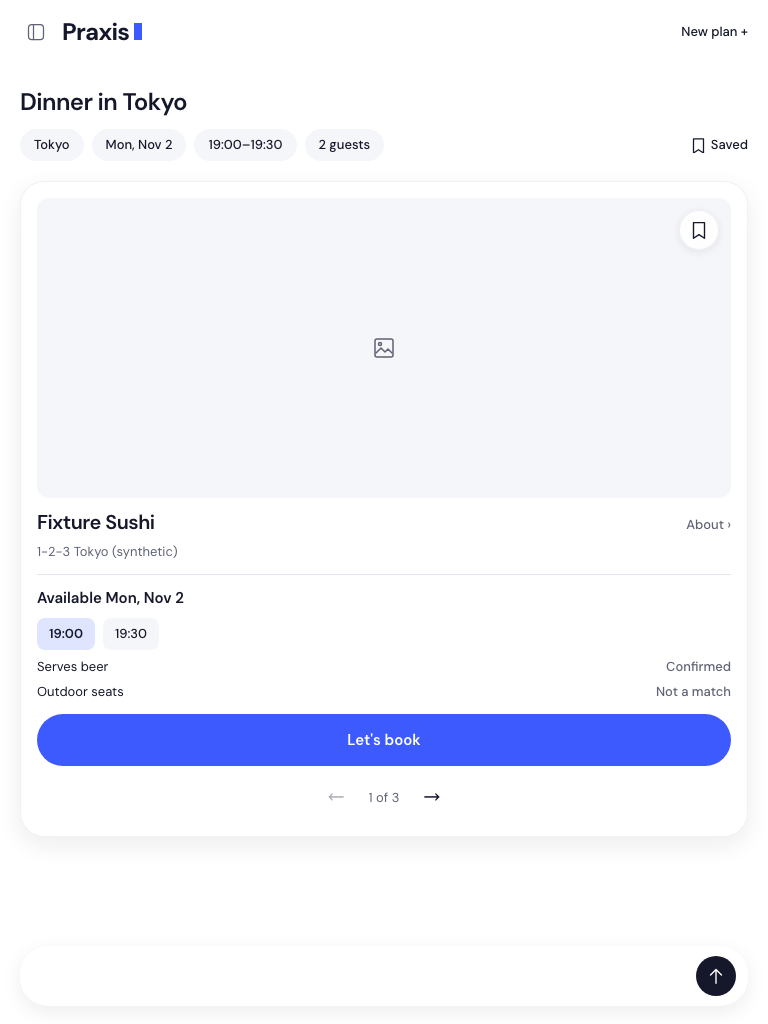 Praxis
New plan +
Dinner in Tokyo
Tokyo
Mon, Nov 2
19:00–19:30
2 guests
Saved
Fixture Sushi
About ›
1-2-3 Tokyo (synthetic)
Available Mon, Nov 2
19:00
19:30
Serves beer
Confirmed
Outdoor seats
Not a match
Let's book
← 1 of 3 →